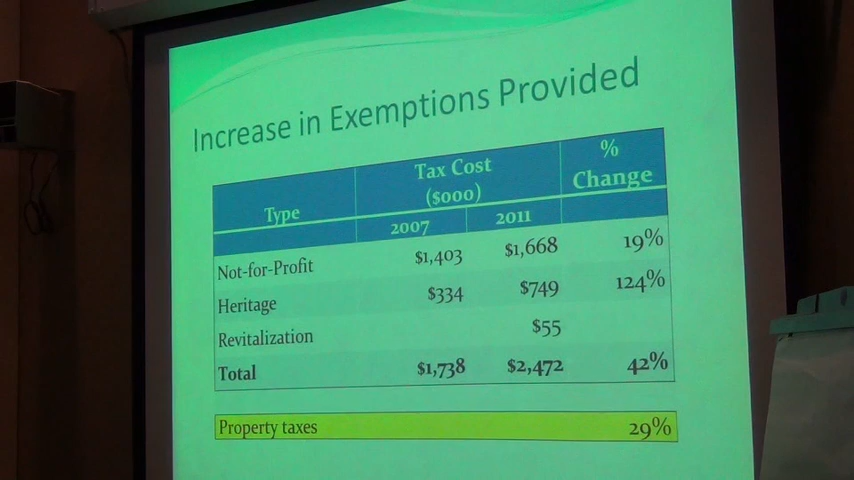 Increase in Exemptions Provided
Type Tax Cost ($000) % Change
2007 2011
Not-for-Profit $1,403 $1,668 19%
Heritage $334 $749 124%
Revitalization $55
Total $1,738 $2,472 42%
Property taxes 29%